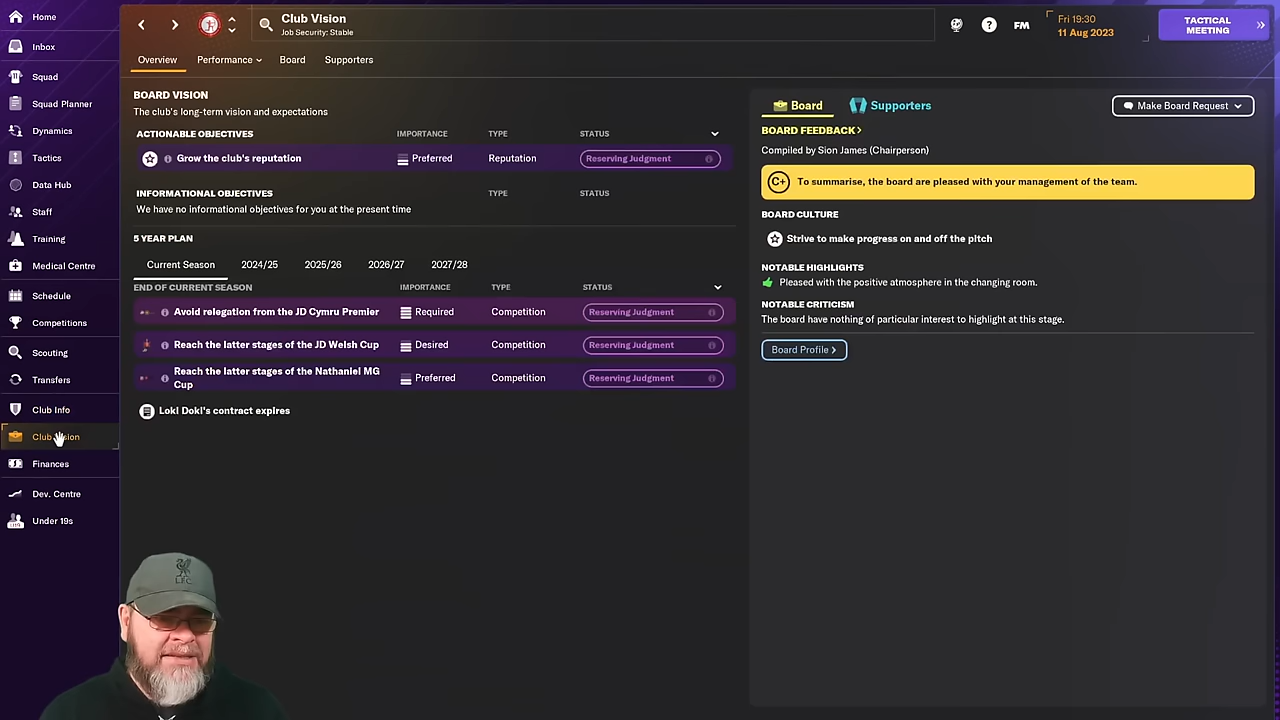 Home
Inbox
Squad
Squad Planner
Dynamics
Tactics
Data Hub
Staff
Training
Medical Centre
Schedule
Competitions
Scouting
Transfers
Club Info
Club Vision
Finances
Dev. Centre
Under 19s
Club Vision
Job Security: Stable
FM
Fri 19:30
11 Aug 2023
TACTICAL
MEETING
Overview Performance Board Supporters
BOARD VISION
The club's long-term vision and expectations
ACTIONABLE OBJECTIVES IMPORTANCE TYPE STATUS
Grow the club's reputation Preferred Reputation Reserving Judgment
INFORMATIONAL OBJECTIVES TYPE STATUS
We have no informational objectives for you at the present time
5 YEAR PLAN
Current Season 2024/25 2025/26 2026/27 2027/28
END OF CURRENT SEASON IMPORTANCE TYPE STATUS
Avoid relegation from the JD Cymru Premier Required Competition Reserving Judgment
Reach the latter stages of the JD Welsh Cup Desired Competition Reserving Judgment
Reach the latter stages of the Nathaniel MG
Cup Preferred Competition Reserving Judgment
Loki Doki's contract expires
Board Supporters Make Board Request
BOARD FEEDBACK >
Compiled by Sion James (Chairperson)
C+ To summarise, the board are pleased with your management of the team.
BOARD CULTURE
Strive to make progress on and off the pitch
NOTABLE HIGHLIGHTS
Pleased with the positive atmosphere in the changing room.
NOTABLE CRITICISM
The board have nothing of particular interest to highlight at this stage.
Board Profile >
LFC